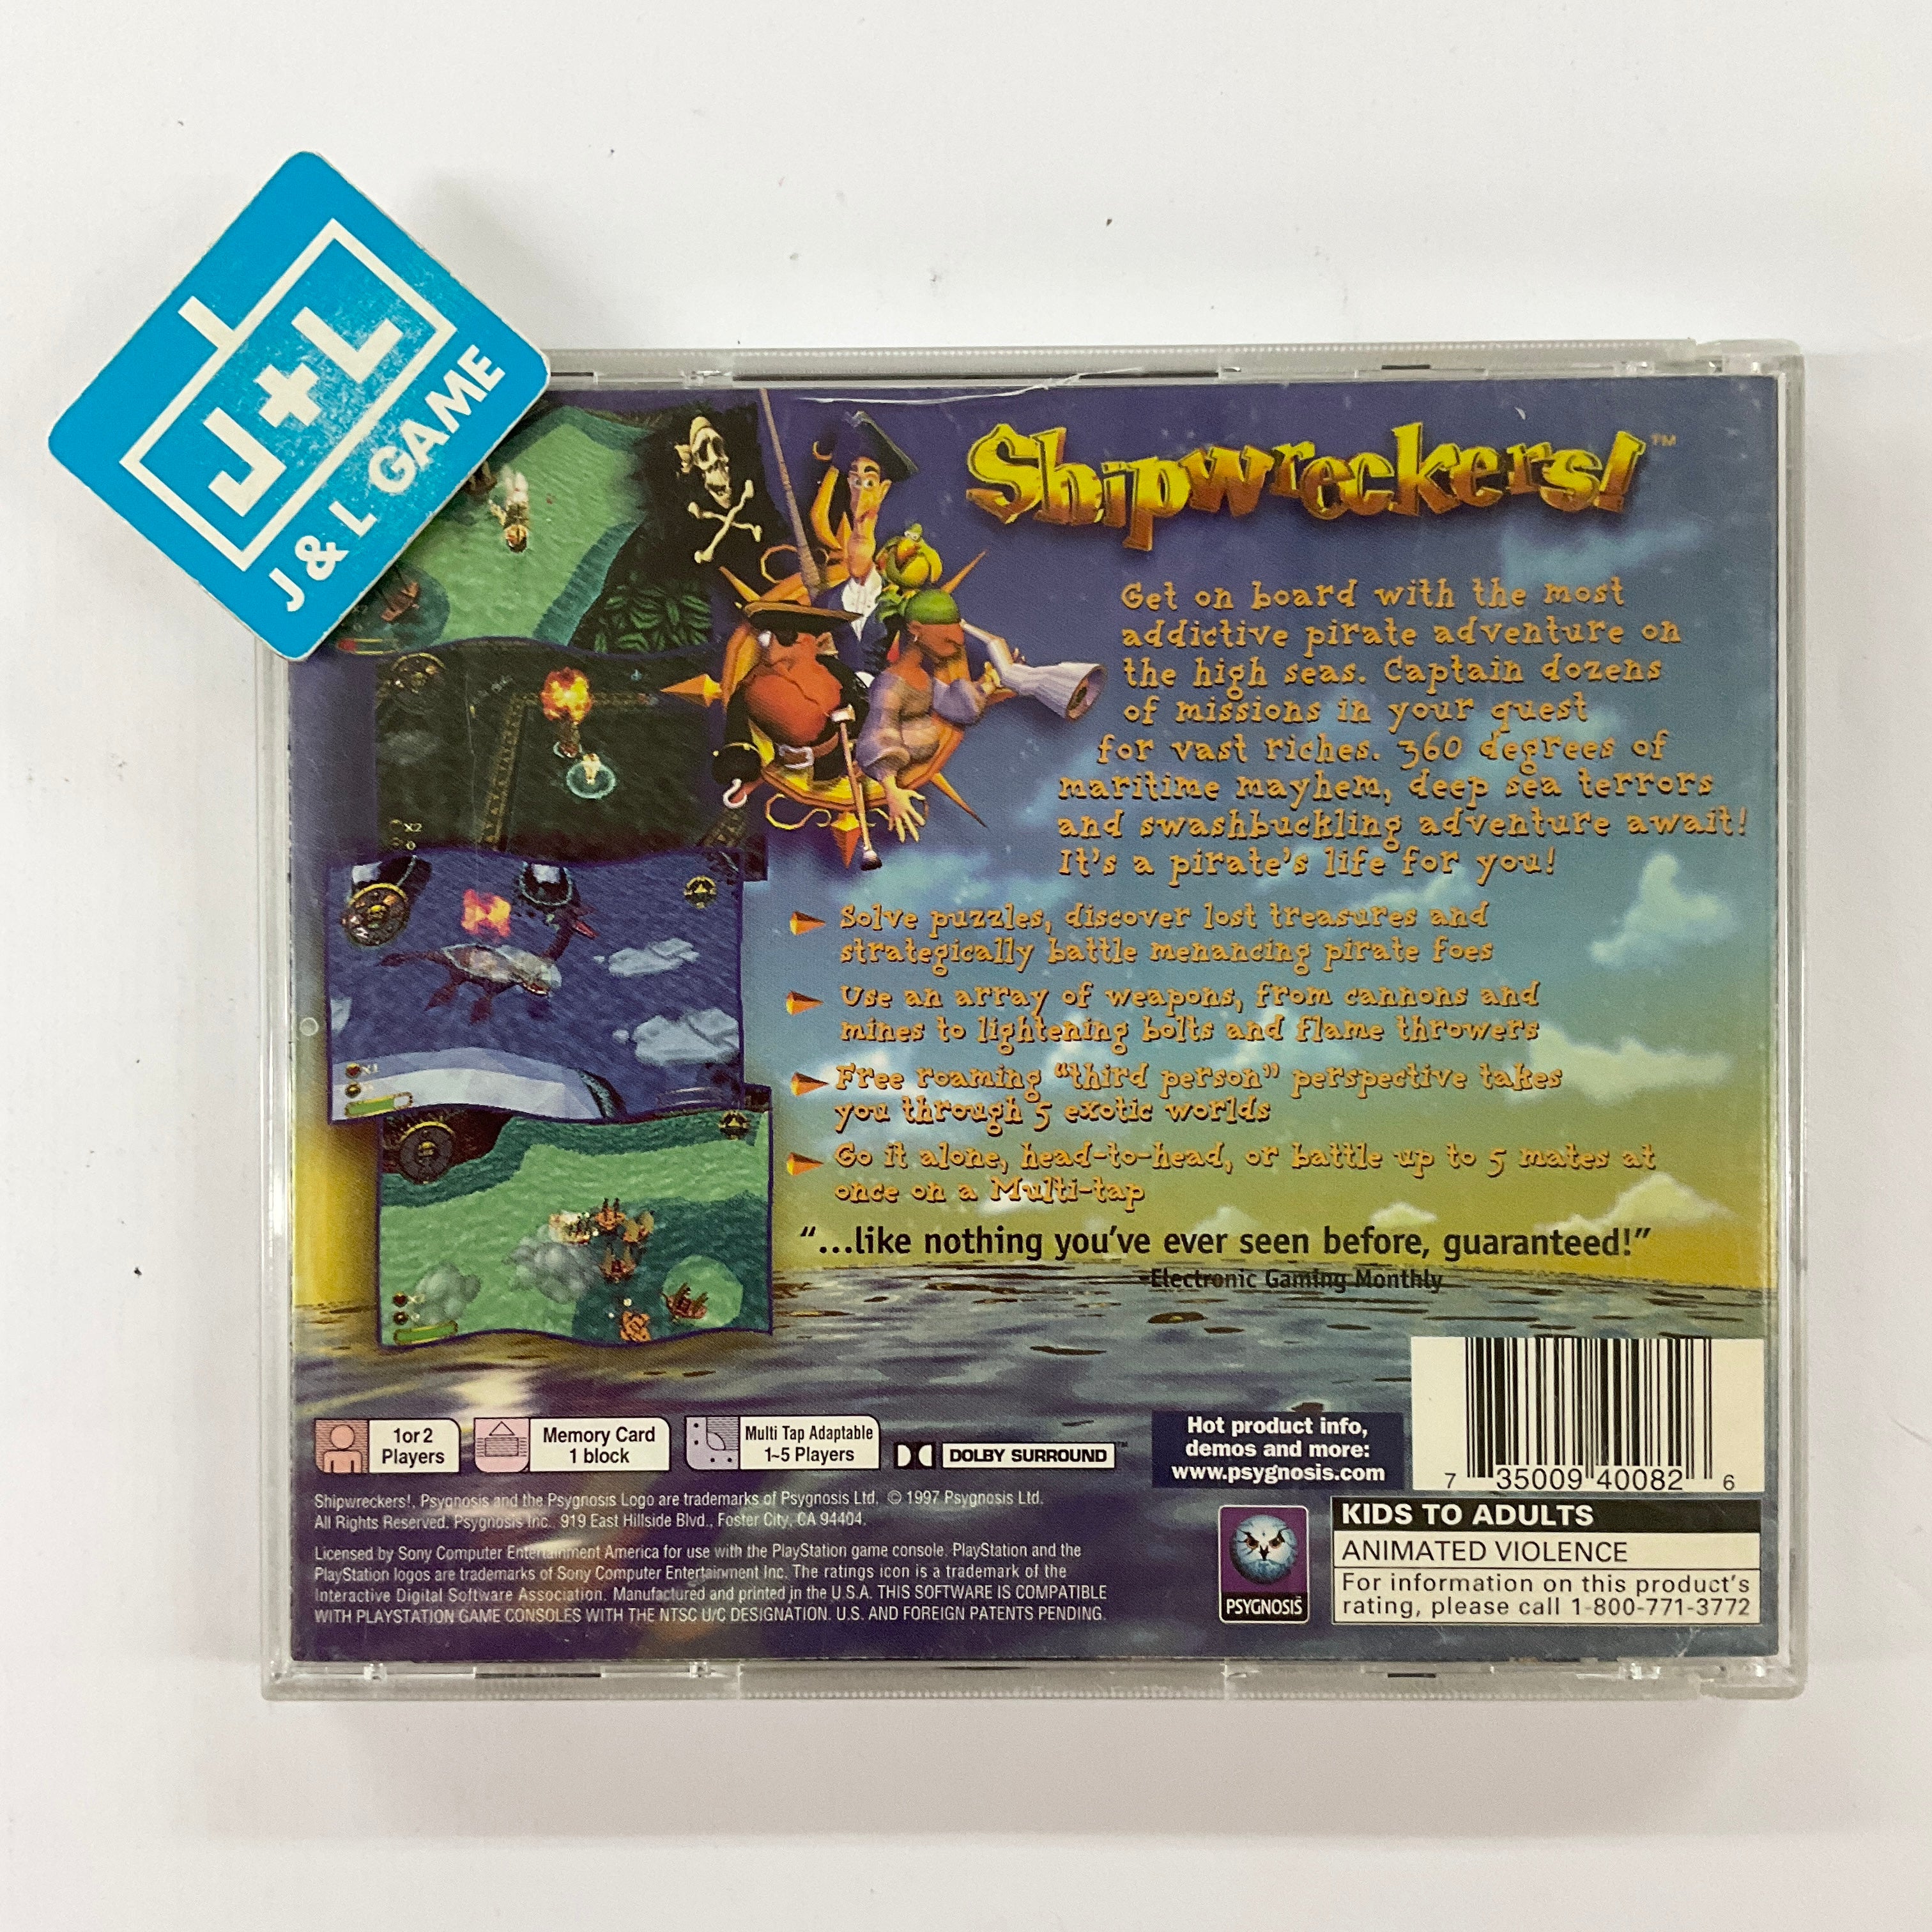 J+L
J & L GAME
Shipwreckers!™
Get on board with the most
addictive pirate adventure on
the high seas. Captain dozens
of missions in your quest
for vast riches. 360 degrees of
maritime mayhem, deep sea terrors
and swashbuckling adventure await!
It's a pirate's life for you!
Solve puzzles, discover lost treasures and
strategically battle menancing pirate foes
Use an array of weapons, from cannons and
mines to lightening bolts and flame throwers
Free roaming "third person" perspective takes
you through 5 exotic worlds
Go it alone, head-to-head, or battle up to 5 mates at
once on a Multi-tap
"...like nothing you've ever seen before, guaranteed!"
-Electronic Gaming Monthly
1 or 2
Players
Memory Card
1 block
Multi Tap Adaptable
1~5 Players
DOLBY SURROUND™
Hot product info,
demos and more:
www.psygnosis.com
7 35009 40082 6
Shipwreckers!, Psygnosis and the Psygnosis Logo are trademarks of Psygnosis Ltd. © 1997 Psygnosis Ltd.
All Rights Reserved. Psygnosis Inc., 919 East Hillside Blvd., Foster City, CA 94404.
Licensed by Sony Computer Entertainment America for use with the PlayStation game console. PlayStation and the
PlayStation logos are trademarks of Sony Computer Entertainment Inc. The ratings icon is a trademark of the
Interactive Digital Software Association. Manufactured and printed in the U.S.A. THIS SOFTWARE IS COMPATIBLE
WITH PLAYSTATION GAME CONSOLES WITH THE NTSC U/C DESIGNATION. U.S. AND FOREIGN PATENTS PENDING.
PSYGNOSIS
KIDS TO ADULTS
ANIMATED VIOLENCE
For information on this product's
rating, please call 1-800-771-3772